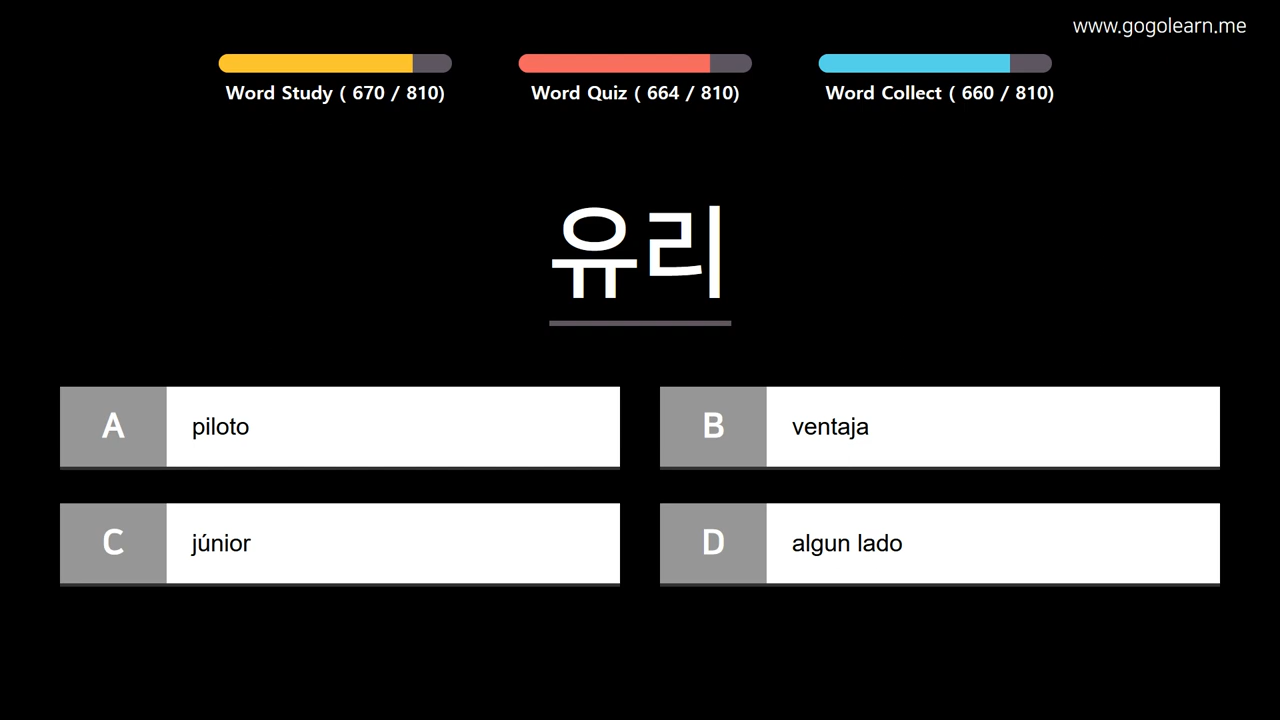 www.gogolearn.me
Word Study ( 670 / 810)
Word Quiz ( 664 / 810)
Word Collect ( 660 / 810)
유리
A piloto
B ventaja
C júnior
D algun lado